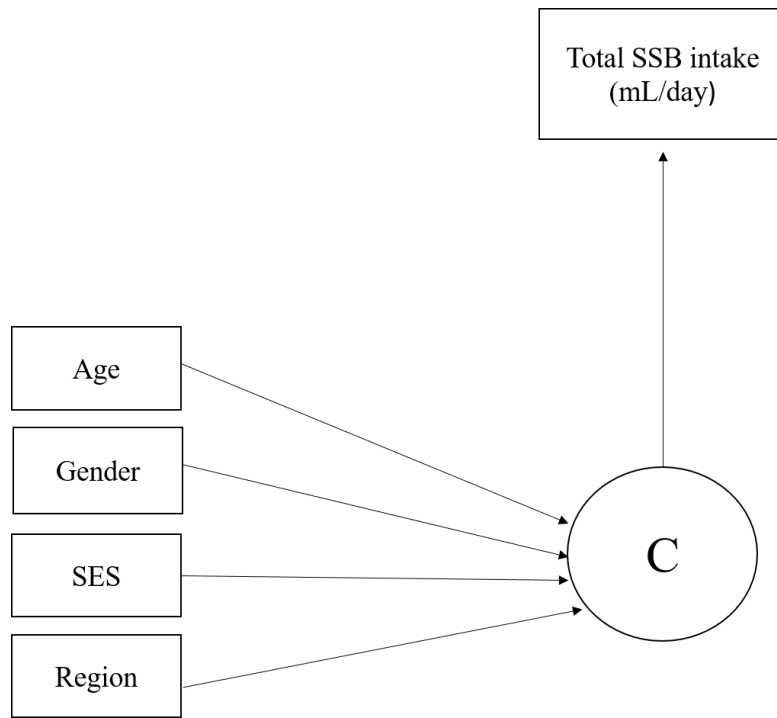 Total SSB intake
(mL/day)
Age
Gender
SES
C
Region